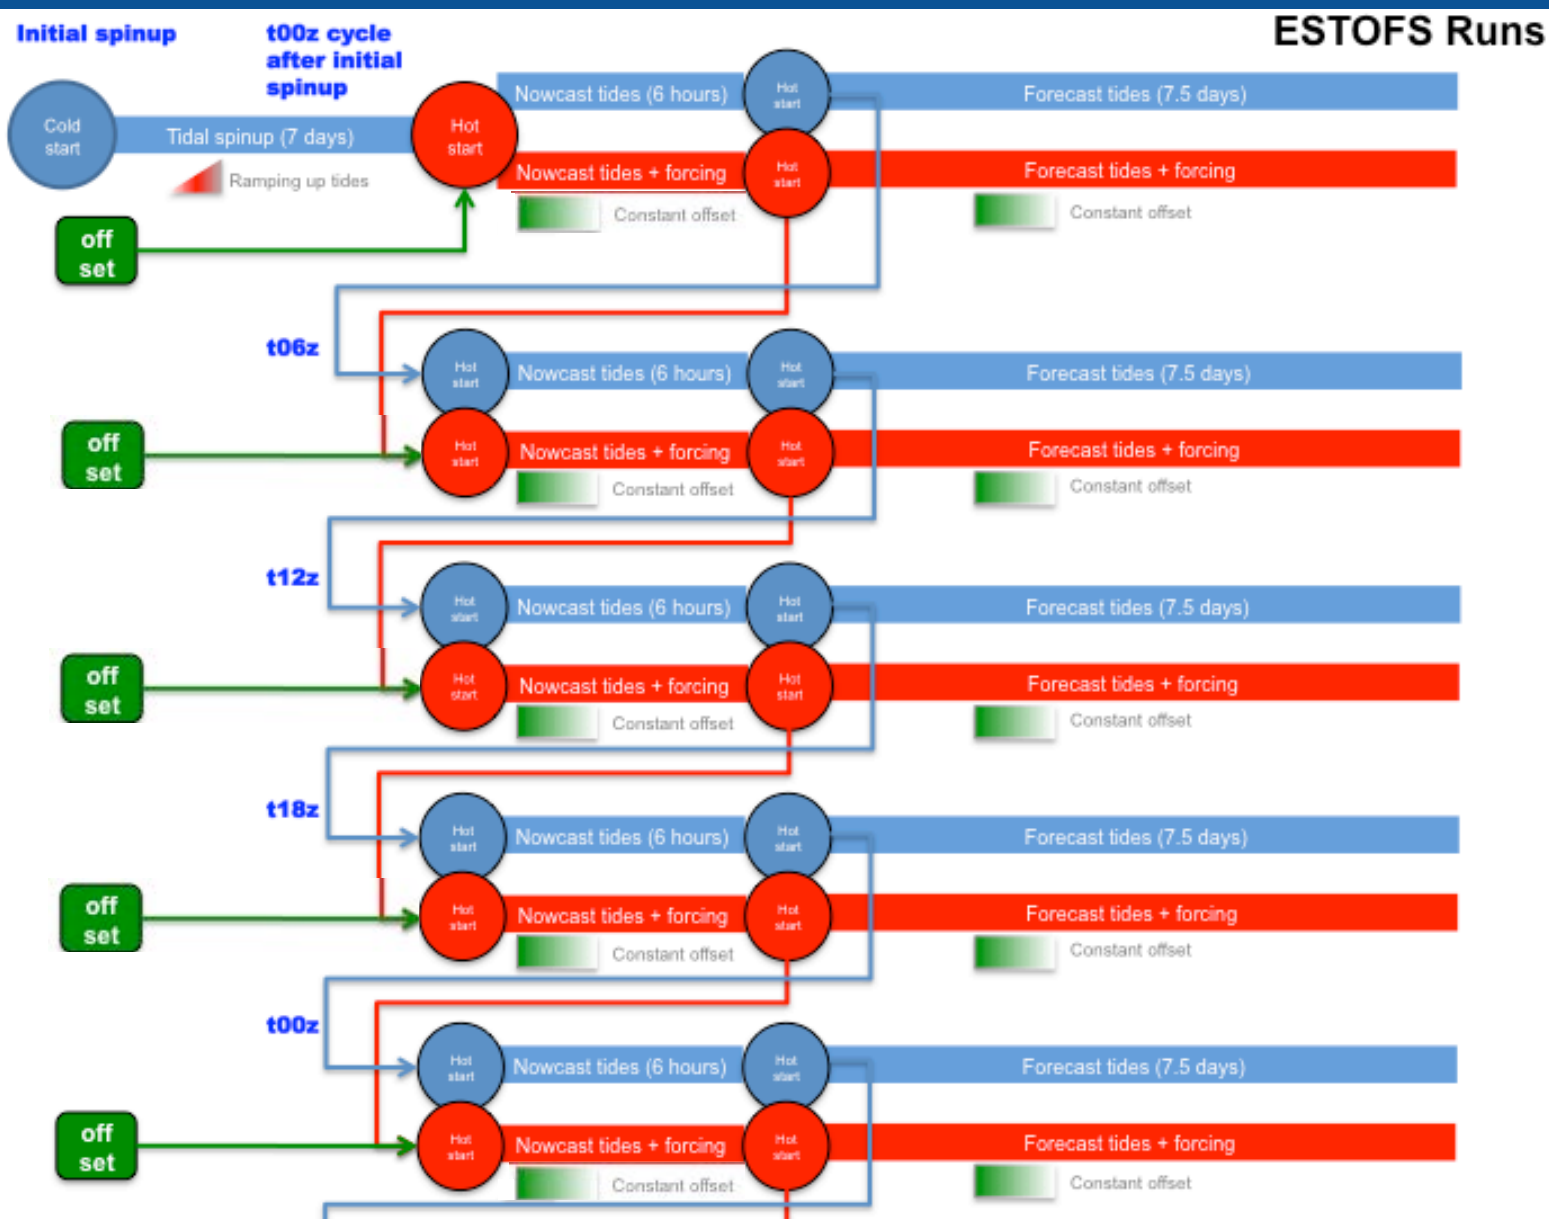 ESTOFS Runs
Initial spinup
t00z cycle
after initial
spinup
Cold
start
Tidal spinup (7 days)
Ramping up tides
Hot
start
Nowcast tides (6 hours)
Hot
start
Forecast tides (7.5 days)
Nowcast tides + forcing
Hot
start
Forecast tides + forcing
Constant offset
Constant offset
off
set
t06z
Hot
start
Nowcast tides (6 hours)
Hot
start
Forecast tides (7.5 days)
off
set
Hot
start
Nowcast tides + forcing
Hot
start
Forecast tides + forcing
Constant offset
Constant offset
t12z
Hot
start
Nowcast tides (6 hours)
Hot
start
Forecast tides (7.5 days)
off
set
Hot
start
Nowcast tides + forcing
Hot
start
Forecast tides + forcing
Constant offset
Constant offset
t18z
Hot
start
Nowcast tides (6 hours)
Hot
start
Forecast tides (7.5 days)
off
set
Hot
start
Nowcast tides + forcing
Hot
start
Forecast tides + forcing
Constant offset
Constant offset
t00z
Hot
start
Nowcast tides (6 hours)
Hot
start
Forecast tides (7.5 days)
off
set
Hot
start
Nowcast tides + forcing
Hot
start
Forecast tides + forcing
Constant offset
Constant offset